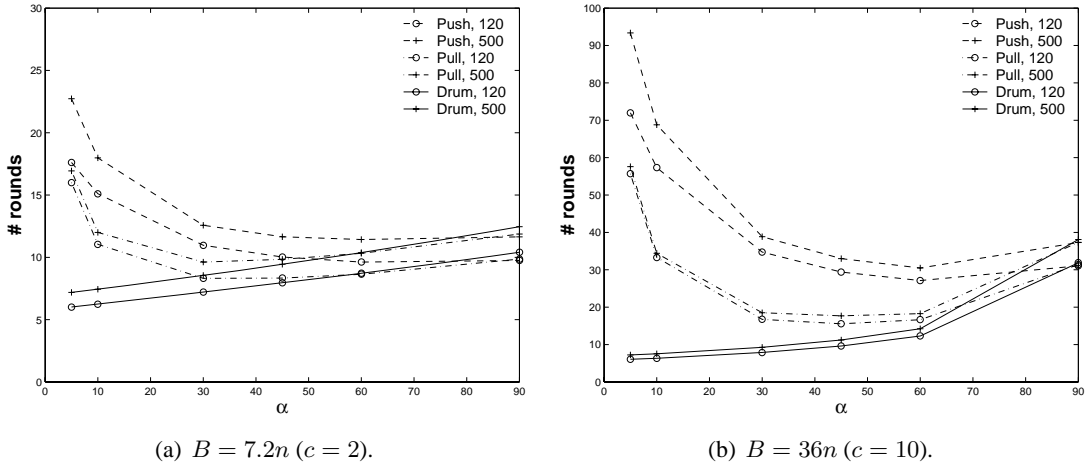 30
25
20
15
10
5
0
# rounds
0 10 20 30 40 50 60 70 80 90
α
Push, 120
Push, 500
Pull, 120
Pull, 500
Drum, 120
Drum, 500
(a) B = 7.2n (c = 2).
100
90
80
70
60
50
40
30
20
10
0
# rounds
0 10 20 30 40 50 60 70 80 90
α
Push, 120
Push, 500
Pull, 120
Pull, 500
Drum, 120
Drum, 500
(b) B = 36n (c = 10).